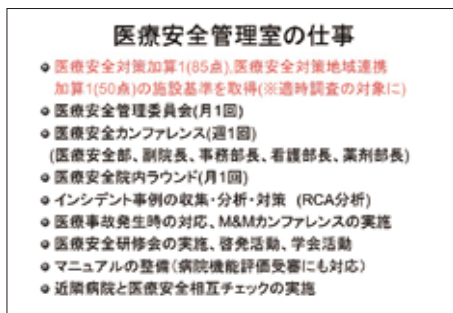 医療安全管理室の仕事
● 医療安全対策加算1(85点),医療安全対策地域連携
加算1(50点)の施設基準を取得(※適時調査の対象に)
● 医療安全管理委員会(月1回)
● 医療安全カンファレンス(週1回)
(医療安全部、副院長、事務部長、看護部長、薬剤部長)
● 医療安全院内ラウンド(月1回)
● インシデント事例の収集・分析・対策 (RCA分析)
● 医療事故発生時の対応、M&Mカンファレンスの実施
● 医療安全研修会の実施、啓発活動、学会活動
● マニュアルの整備(病院機能評価受審にも対応)
● 近隣病院と医療安全相互チェックの実施